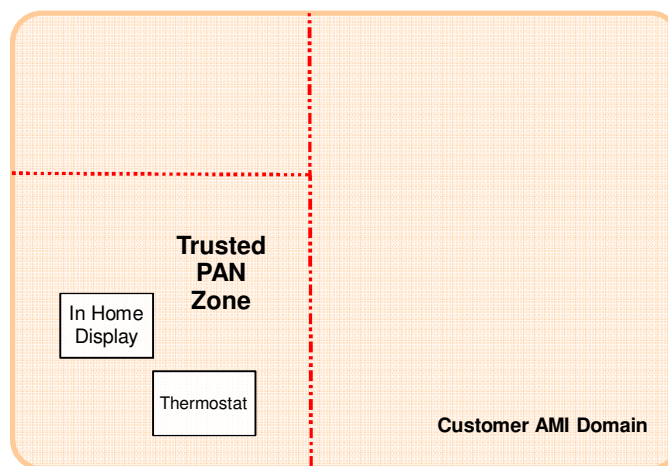 Trusted
PAN
Zone
In Home
Display
Thermostat
Customer AMI Domain